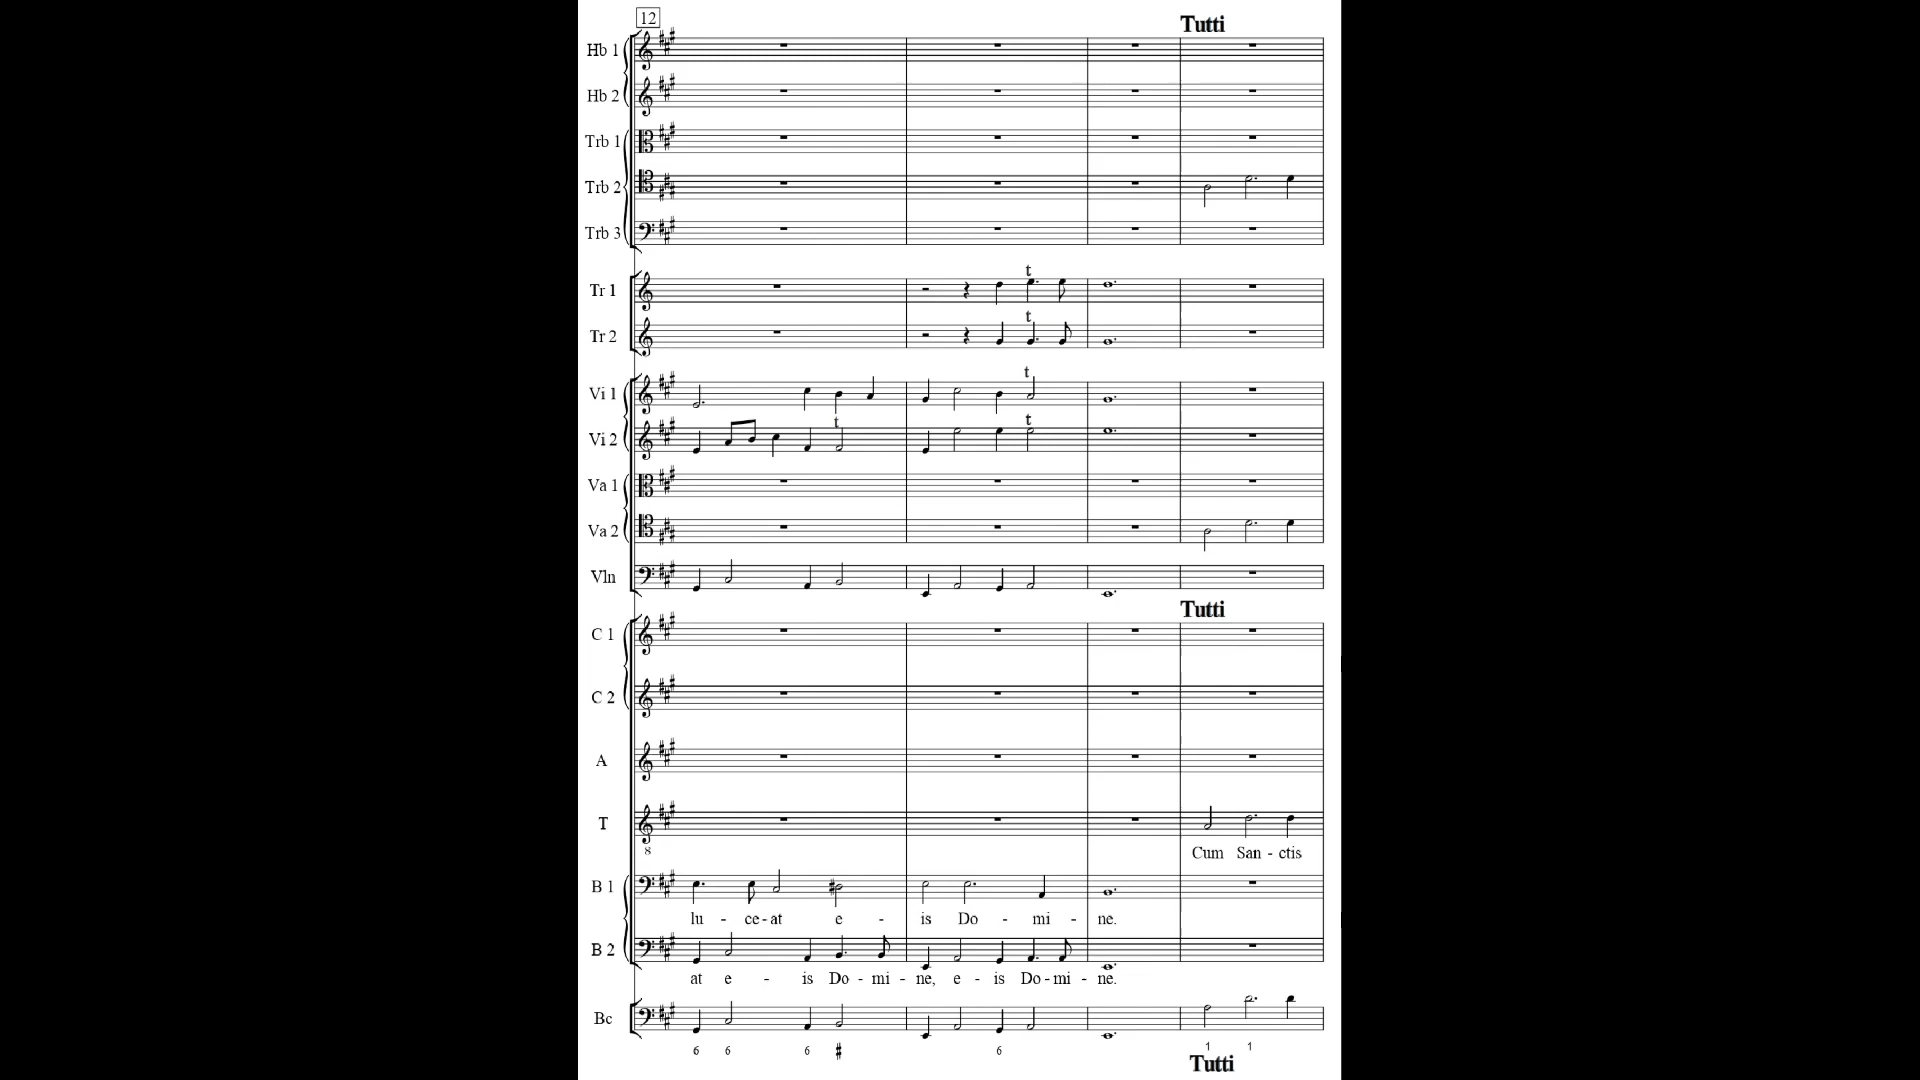 12
Tutti
Hb 1
Hb 2
Trb 1
Trb 2
Trb 3
t
Tr 1
t
Tr 2
t
Vi 1
t t
Vi 2
Va 1
Va 2
Vln
Tutti
C 1
C 2
A
T
8
Cum San - ctis
B 1
lu - ce - at e - is Do - mi - ne.
B 2
at e - is Do - mi - ne, e - is Do - mi - ne.
Bc
6 6 6 # 6 1 1
Tutti